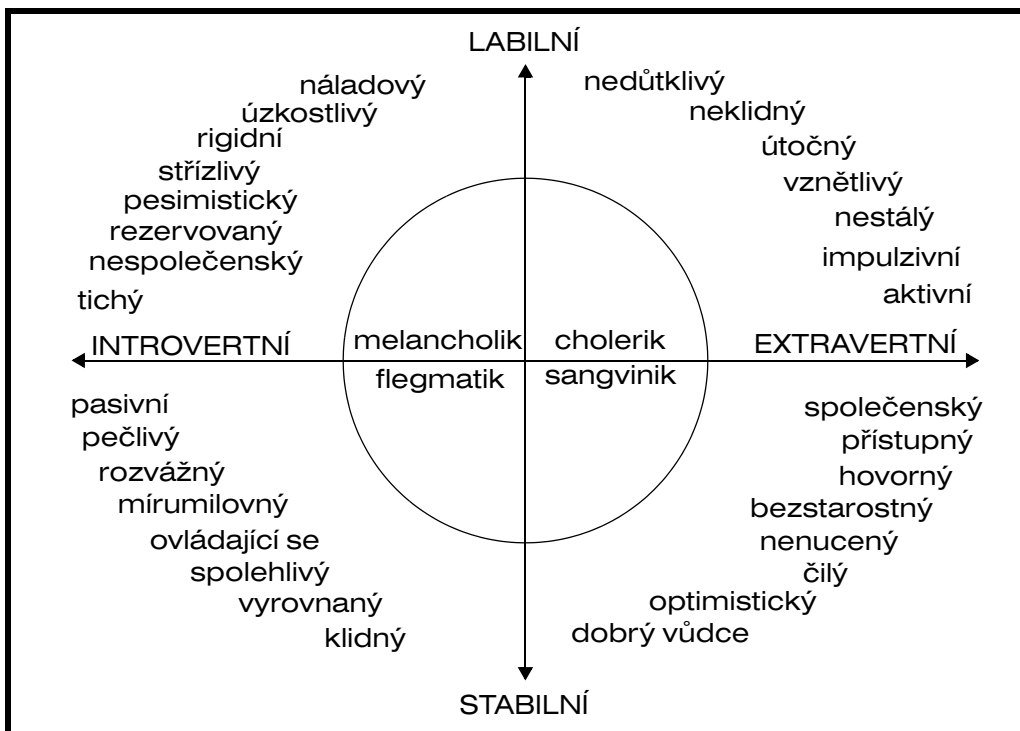 LABILNÍ
náladový
úzkostlivý
rigidní
střízlivý
pesimistický
rezervovaný
nespolečenský
tichý
nedůtklivý
neklidný
útočný
vznětlivý
nestálý
impulzivní
aktivní
INTROVERTNÍ
melancholik
cholerik
EXTRAVERTNÍ
flegmatik
sangvinik
pasivní
pečlivý
rozvážný
mírumilovný
ovládající se
spolehlivý
vyrovnaný
klidný
společenský
přístupný
hovorný
bezstarostný
nenucený
čilý
optimistický
dobrý vůdce
STABILNÍ